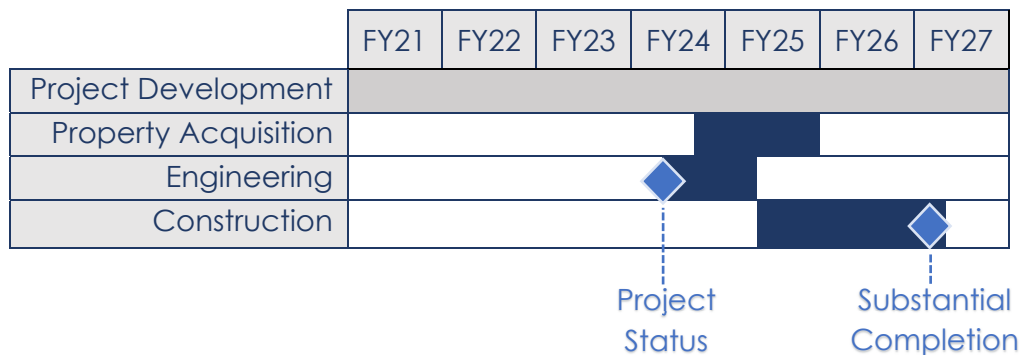 FY21 FY22 FY23 FY24 FY25 FY26 FY27
Project Development
Property Acquisition
Engineering
Construction
Project
Status
Substantial
Completion